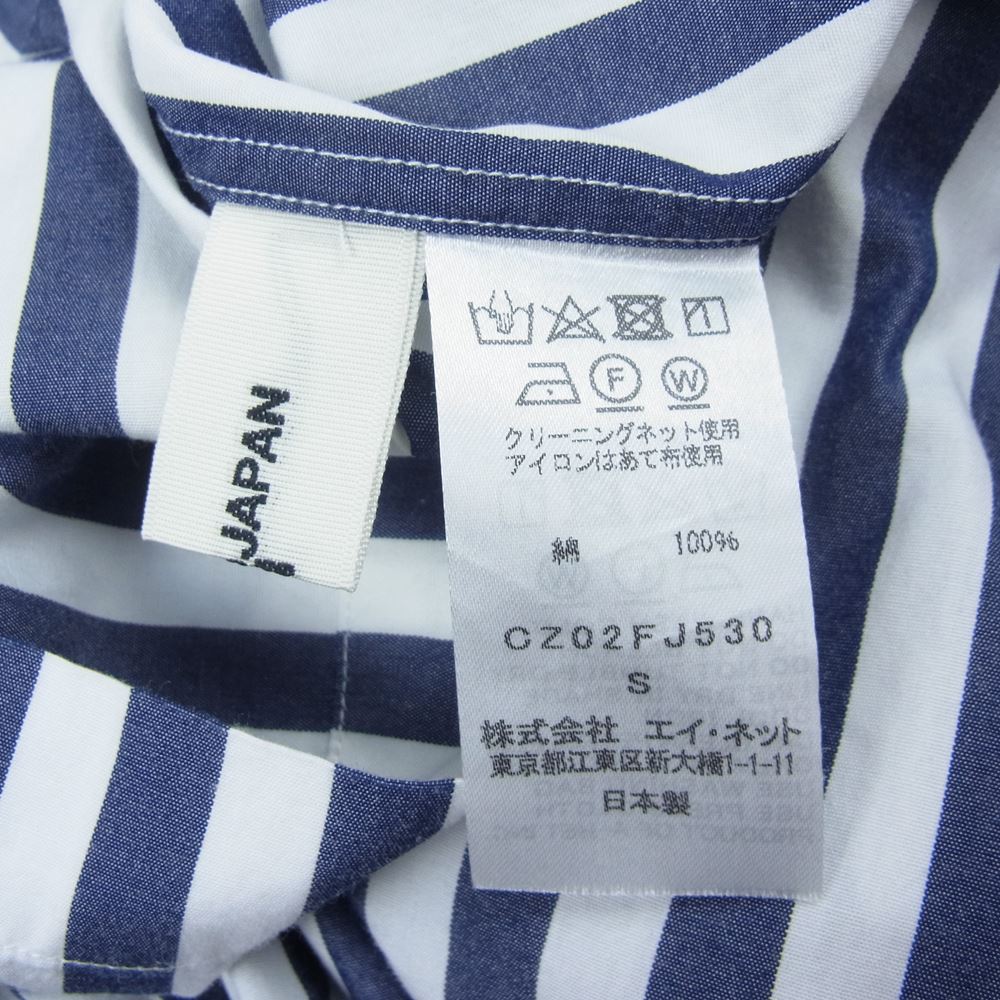 JAPAN
F W
クリーニングネット使用
アイロンはあて布使用
綿 100%
CZ02FJ530
S
株式会社 エイ・ネット
東京都江東区新大橋1-1-11
日本製